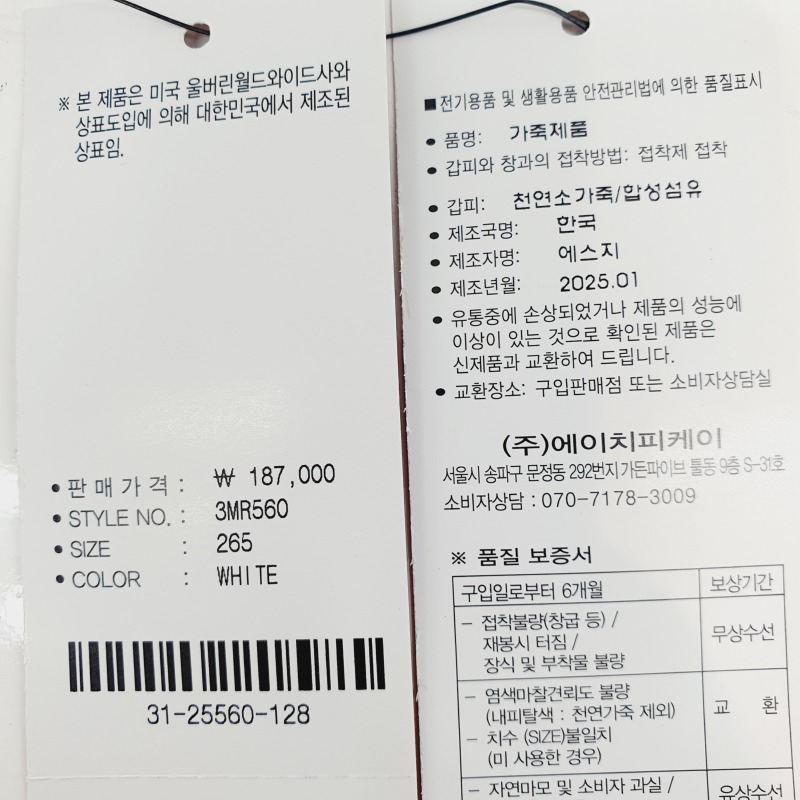 ※ 본 제품은 미국 울버린월드와이드사와
상표도입에 의해 대한민국에서 제조된
상표임.
• 판 매 가 격 : ₩ 187,000
• STYLE NO. : 3MR560
• SIZE : 265
• COLOR : WHITE
31-25560-128
■ 전기용품 및 생활용품 안전관리법에 의한 품질표시
• 품명: 가죽제품
• 갑피와 창과의 접착방법: 접착제 접착
• 갑피: 천연소가죽/합성섬유
• 제조국명: 한국
• 제조자명: 에스지
• 제조년월: 2025.01
• 유통중에 손상되었거나 제품의 성능에
이상이 있는 것으로 확인된 제품은
신제품과 교환하여 드립니다.
• 교환장소: 구입판매점 또는 소비자상담실
(주)에이치피케이
서울시 송파구 문정동 292번지 가든파이브 툴동 9층 S-31호
소비자상담 : 070-7178-3009
※ 품질 보증서
구입일로부터 6개월 보상기간
- 접착불량(창급 등) /
재봉시 터짐 /
장식 및 부착물 불량
무상수선
- 염색마찰견뢰도 불량
(내피탈색 : 천연가죽 제외)
- 치수 (SIZE)불일치
(미 사용한 경우)
교 환
- 자연마모 및 소비자 과실 /
유상수선